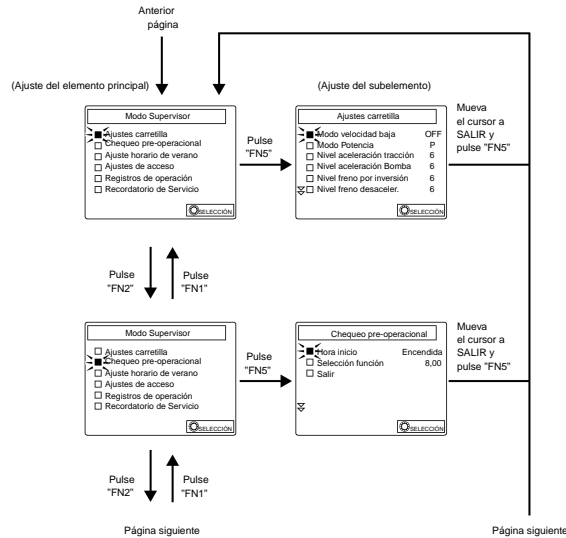 Anterior
página
(Ajuste del elemento principal)
(Ajuste del subelemento)
Modo Supervisor
Ajustes carretilla
Chequeo pre-operacional
Ajuste horario de verano
Ajustes de acceso
Registros de operación
Recordatorio de Servicio
SELECCIÓN
Pulse
"FN5"
Ajustes carretilla
Modo velocidad baja OFF
Modo Potencia P
Nivel aceleración tracción 6
Nivel aceleración Bomba 6
Nivel freno por inversión 6
Nivel freno desaceler. 6
SELECCIÓN
Mueva
el cursor a
SALIR y
pulse "FN5"
Pulse
"FN2"
Pulse
"FN1"
Modo Supervisor
Ajustes carretilla
Chequeo pre-operacional
Ajuste horario de verano
Ajustes de acceso
Registros de operación
Recordatorio de Servicio
SELECCIÓN
Pulse
"FN5"
Chequeo pre-operacional
Hora inicio Encendida
Selección función 8,00
Salir
SELECCIÓN
Mueva
el cursor a
SALIR y
pulse "FN5"
Pulse
"FN2"
Pulse
"FN1"
Página siguiente
Página siguiente